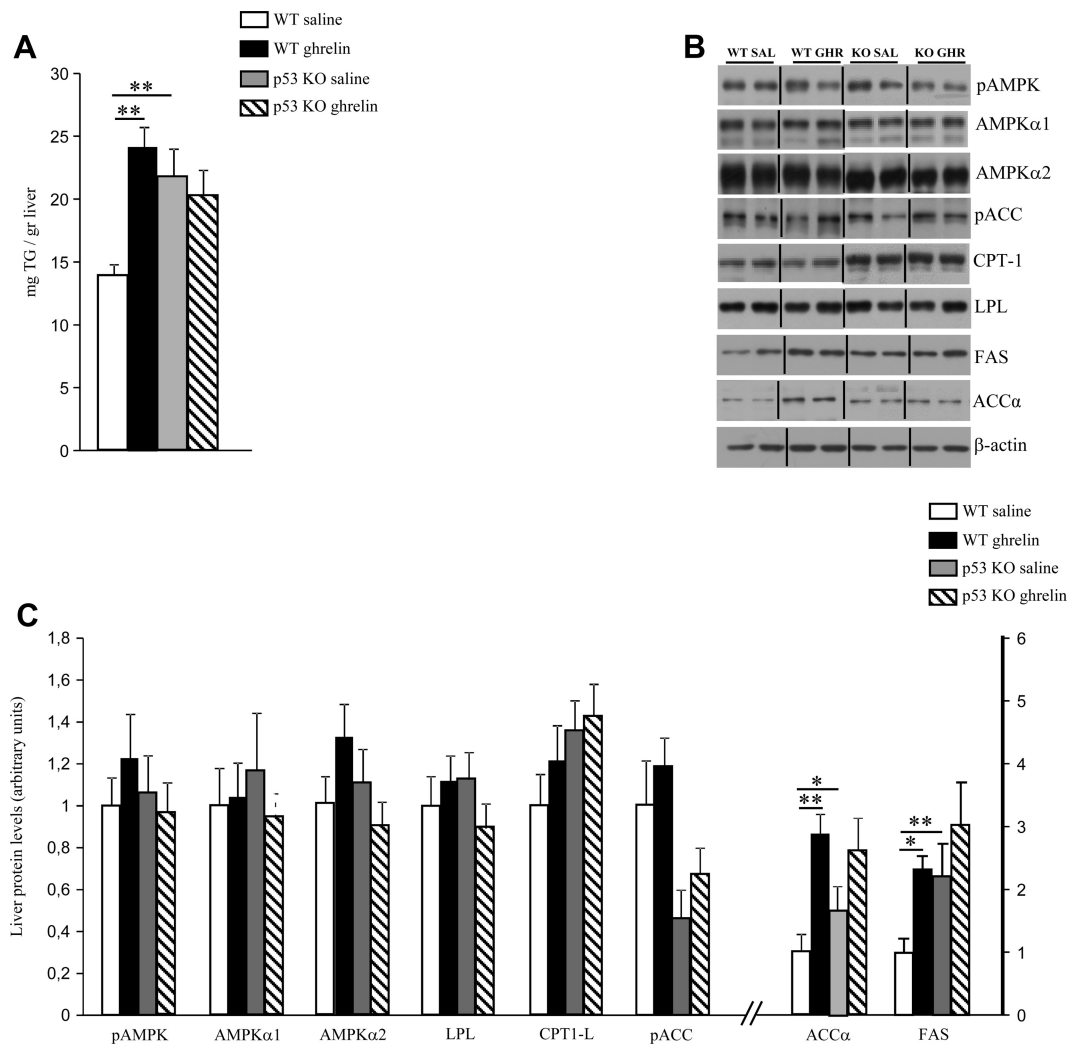 A
WT saline
WT ghrelin
p53 KO saline
p53 KO ghrelin
30
25
20
15
10
5
0
mg TG / gr liver
**
**
B
WT SAL WT GHR KO SAL KO GHR
pAMPK
AMPKα1
AMPKα2
pACC
CPT-1
LPL
FAS
ACCα
β-actin
WT saline
WT ghrelin
p53 KO saline
p53 KO ghrelin
C
1,8
1,6
1,4
1,2
1
0,8
0,6
0,4
0,2
0
Liver protein levels (arbitrary units)
6
5
4
3
2
1
0
*
**
**
*
pAMPK AMPKα1 AMPKα2 LPL CPT1-L pACC // ACCα FAS